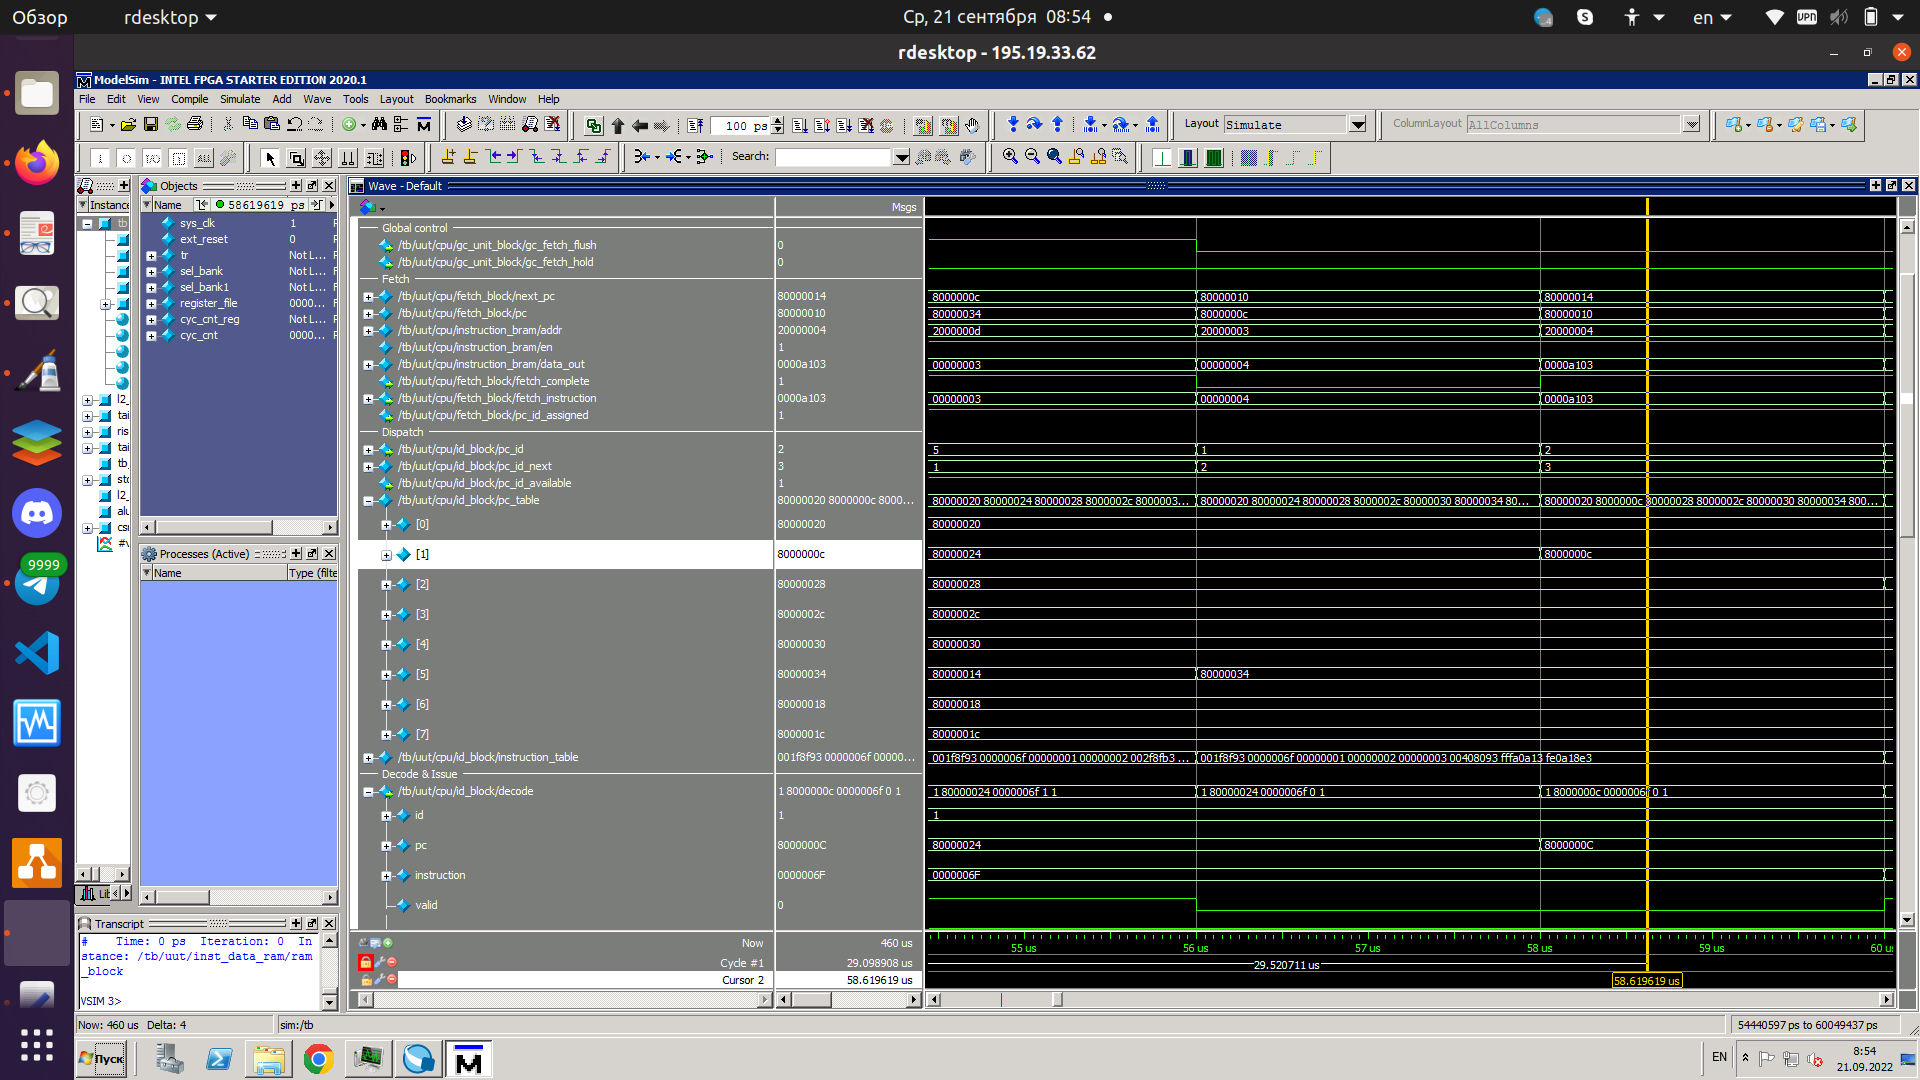 Обзор
rdesktop
Ср, 21 сентября 08:54
en
VPN
rdesktop - 195.19.33.62
ModelSim - INTEL FPGA STARTER EDITION 2020.1
File Edit View Compile Simulate Add Wave Tools Layout Bookmarks Window Help
100 ps
Layout Simulate
ColumnLayout AllColumns
Search:
Objects
Wave - Default
Instance
Name
58619619 ps
Msgs
tb
sys_clk 1
ext_reset 0
tr Not L...
sel_bank Not L...
sel_bank1 Not L...
register_file 0000...
cyc_cnt_reg Not L...
cyc_cnt 0000...
l2_
tai
ris
tai
tb_
std
l2_
alu
csr
Processes (Active)
Name Type (filte
Global control
/tb/uut/cpu/gc_unit_block/gc_fetch_flush 0
/tb/uut/cpu/gc_unit_block/gc_fetch_hold 0
Fetch
/tb/uut/cpu/fetch_block/next_pc 80000014 8000000c 80000010 80000014
/tb/uut/cpu/fetch_block/pc 80000010 80000034 8000000c 80000010
/tb/uut/cpu/instruction_bram/addr 20000004 2000000d 20000003 20000004
/tb/uut/cpu/instruction_bram/en 1
/tb/uut/cpu/instruction_bram/data_out 0000a103 00000003 00000004 0000a103
/tb/uut/cpu/fetch_block/fetch_complete 1
/tb/uut/cpu/fetch_block/fetch_instruction 0000a103 00000003 00000004 0000a103
/tb/uut/cpu/fetch_block/pc_id_assigned 1
Dispatch
/tb/uut/cpu/id_block/pc_id 2 5 1 2
/tb/uut/cpu/id_block/pc_id_next 3 1 2 3
/tb/uut/cpu/id_block/pc_id_available 1
/tb/uut/cpu/id_block/pc_table 80000020 8000000c 8000... 80000020 80000024 80000028 8000002c 8000003... 80000020 80000024 80000028 8000002c 80000030 80000034 80... 80000020 8000000c 80000028 8000002c 80000030 80000034 800...
[0] 80000020 80000020
[1] 8000000c 80000024 8000000c
[2] 80000028 80000028
[3] 8000002c 8000002c
[4] 80000030 80000030
[5] 80000034 80000014 80000034
[6] 80000018 80000018
[7] 8000001c 8000001c
/tb/uut/cpu/id_block/instruction_table 001f8f93 0000006f 00000... 001f8f93 0000006f 00000001 00000002 002f8fb3 ... 001f8f93 0000006f 00000001 00000002 00000003 00408093 fffa0a13 fe0a18e3
Decode & Issue
/tb/uut/cpu/id_block/decode 1 8000000c 0000006f 0 1 1 80000024 0000006f 1 1 1 80000024 0000006f 0 1 1 8000000c 0000006f 0 1
id 1 1
pc 8000000C 80000024 8000000C
instruction 0000006F 0000006F
valid 0
Lib
Transcript
# Time: 0 ps Iteration: 0 In
stance: /tb/uut/inst_data_ram/ram
_block
VSIM 3>
Now 460 us
Cycle #1 29.098908 us
Cursor 2 58.619619 us
55 us 56 us 57 us 58 us 59 us 60 us
29.520711 us
58.619619 us
9999
Now: 460 us Delta: 4
sim:/tb
54440597 ps to 60049437 ps
Пуск
EN
8:54
21.09.2022